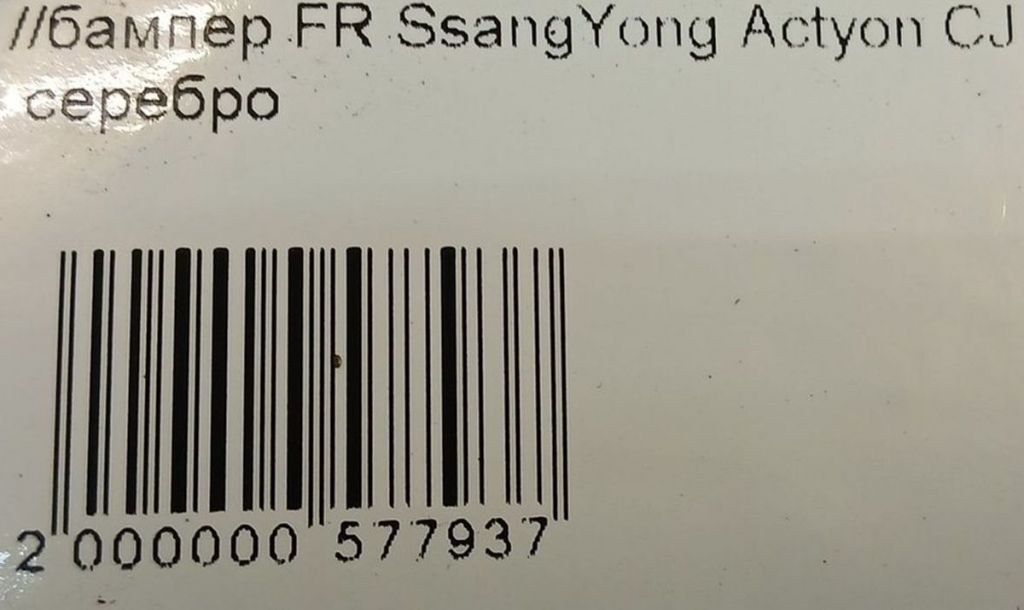 //бампер FR SsangYong Actyon CJ
серебро
2 000000 577937